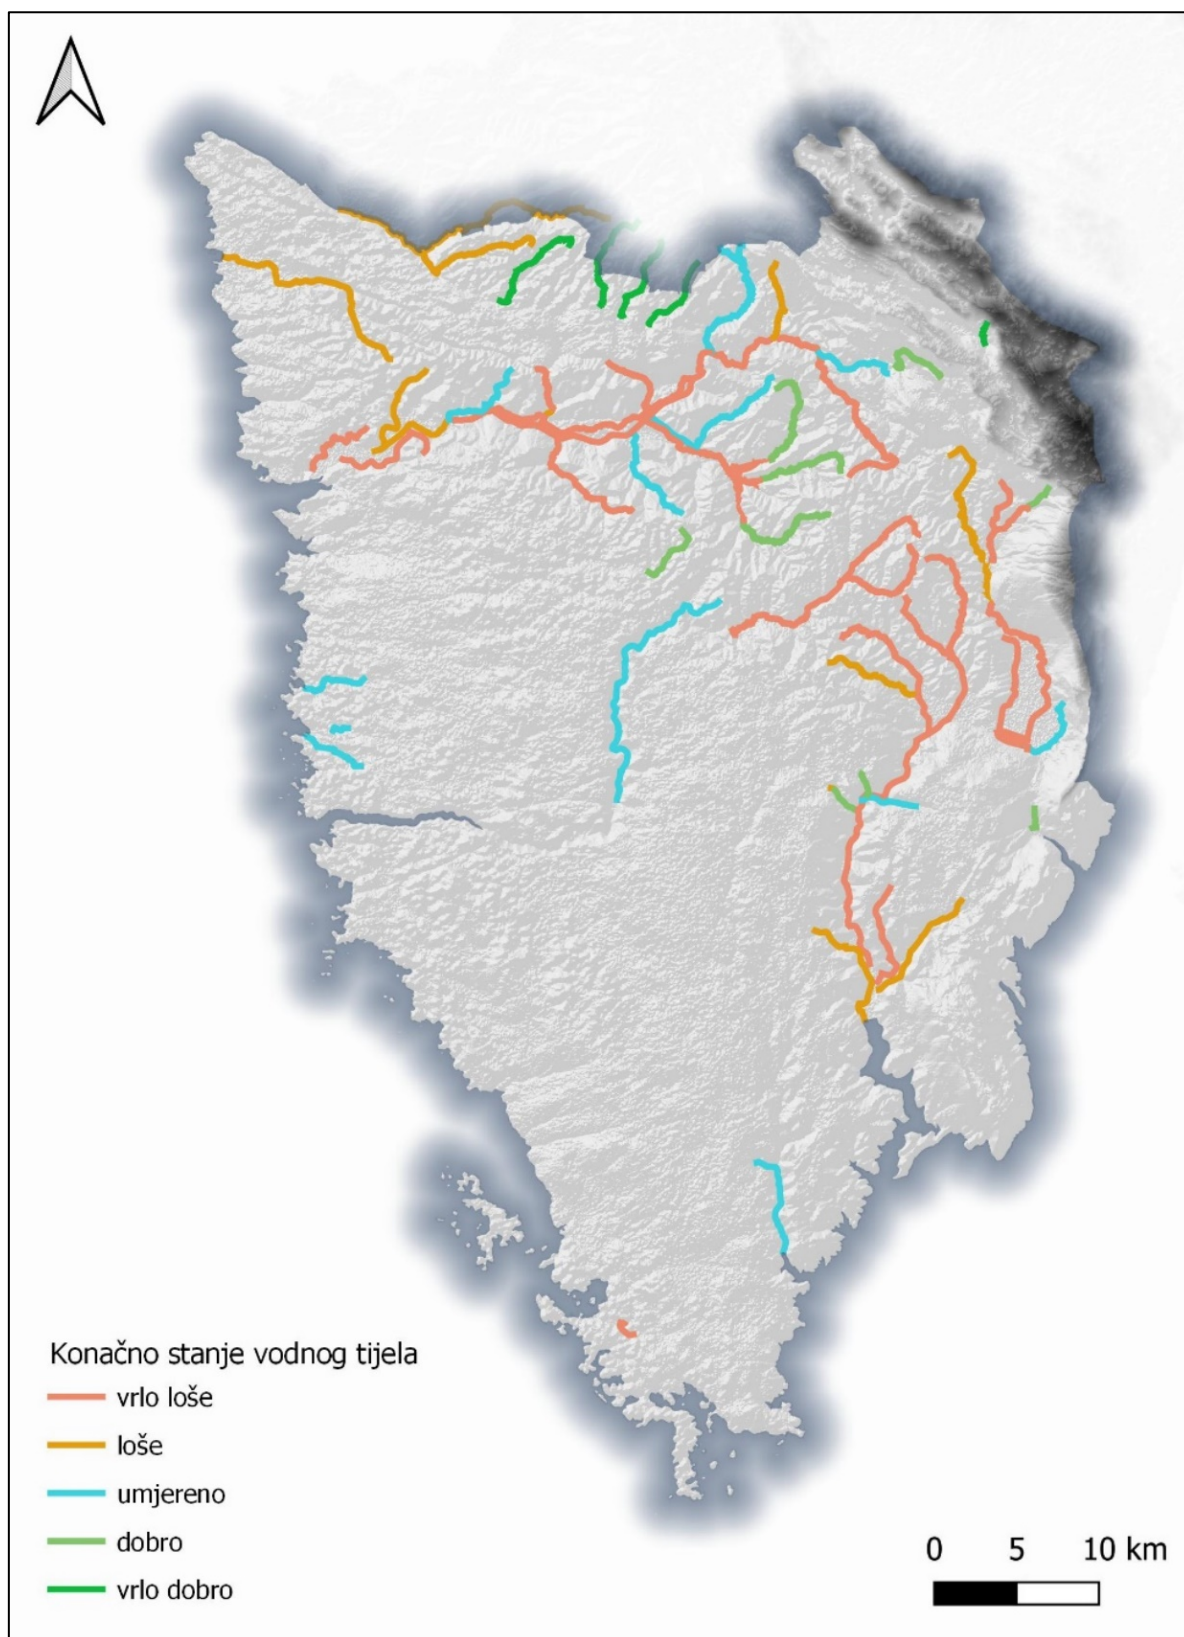 Konačno stanje vodnog tijela
vrlo loše
loše
umjereno
dobro
vrlo dobro
0 5 10 km